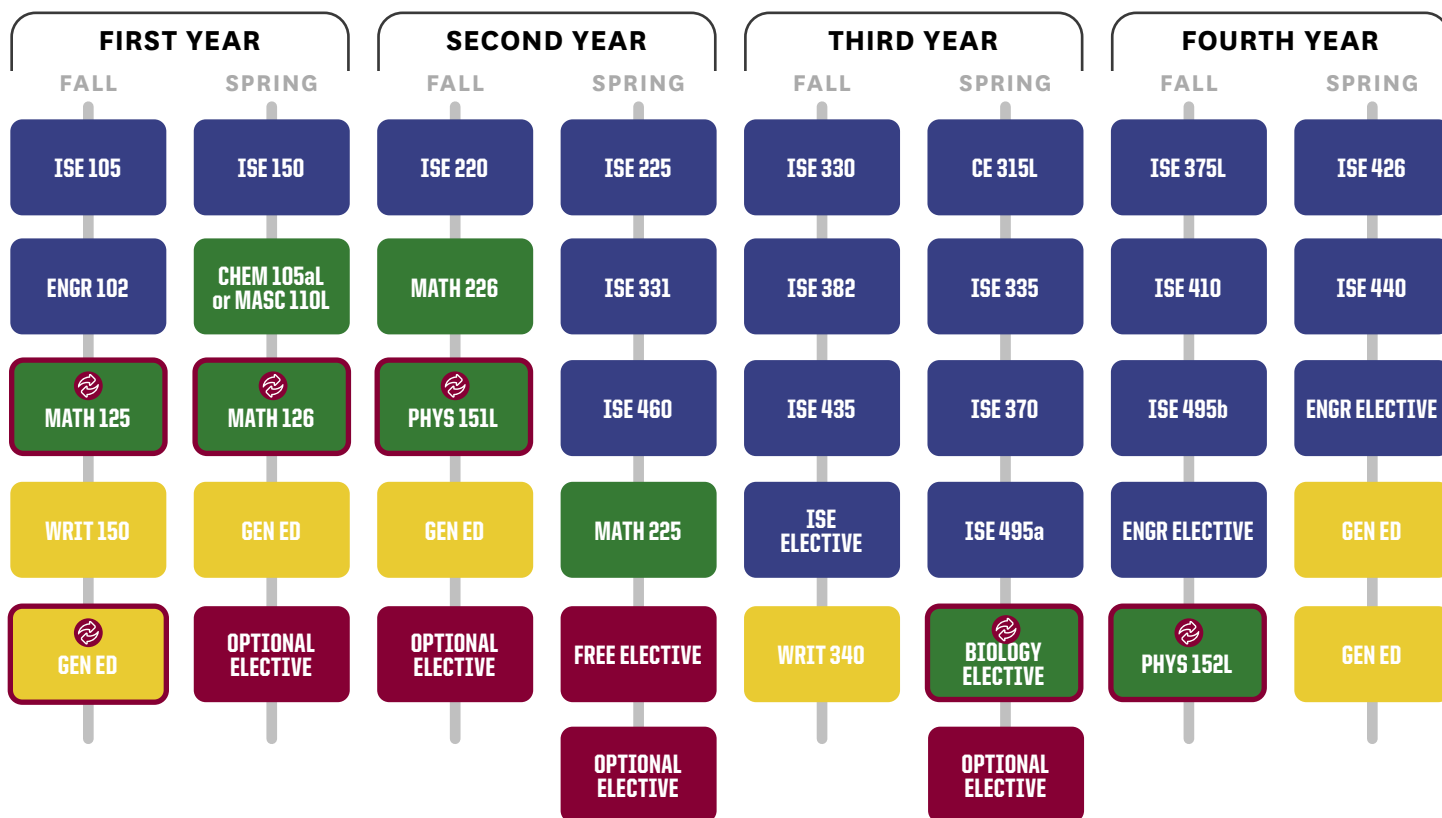 FIRST YEAR
SECOND YEAR
THIRD YEAR
FOURTH YEAR
FALL
SPRING
FALL
SPRING
FALL
SPRING
FALL
SPRING
ISE 105
ISE 150
ISE 220
ISE 225
ISE 330
CE 315L
ISE 375L
ISE 426
ENGR 102
CHEM 105aL
or MASC 110L
MATH 226
ISE 331
ISE 382
ISE 335
ISE 410
ISE 440
MATH 125
MATH 126
PHYS 151L
ISE 460
ISE 435
ISE 370
ISE 495b
ENGR ELECTIVE
WRIT 150
GEN ED
GEN ED
MATH 225
ISE
ELECTIVE
ISE 495a
ENGR ELECTIVE
GEN ED
GEN ED
OPTIONAL
ELECTIVE
OPTIONAL
ELECTIVE
FREE ELECTIVE
WRIT 340
BIOLOGY
ELECTIVE
PHYS 152L
GEN ED
OPTIONAL
ELECTIVE
OPTIONAL
ELECTIVE